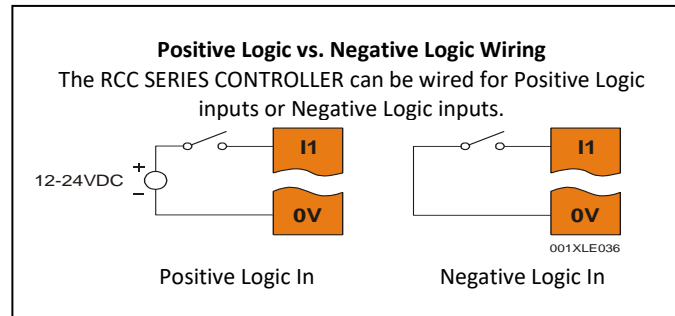 Positive Logic vs. Negative Logic Wiring
The RCC SERIES CONTROLLER can be wired for Positive Logic
inputs or Negative Logic inputs.
I1
I1
+
12-24VDC
–
0V
0V
001XLE036
Positive Logic In
Negative Logic In